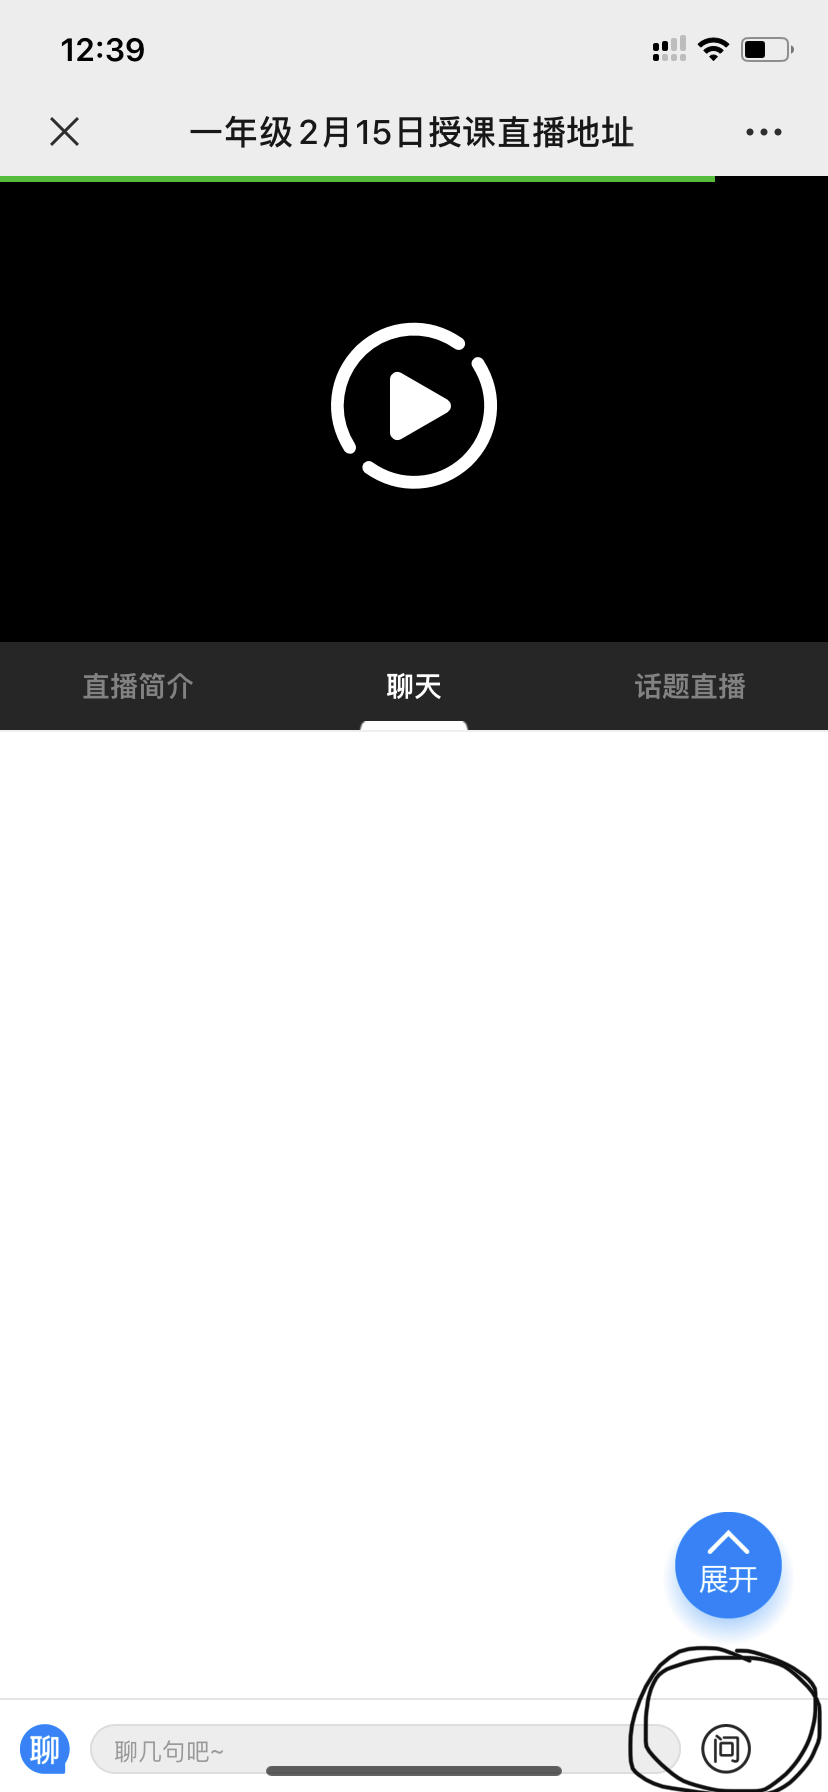 12:39
一年级2月15日授课直播地址
直播简介 聊天 话题直播
展开
聊 聊几句吧~ 问